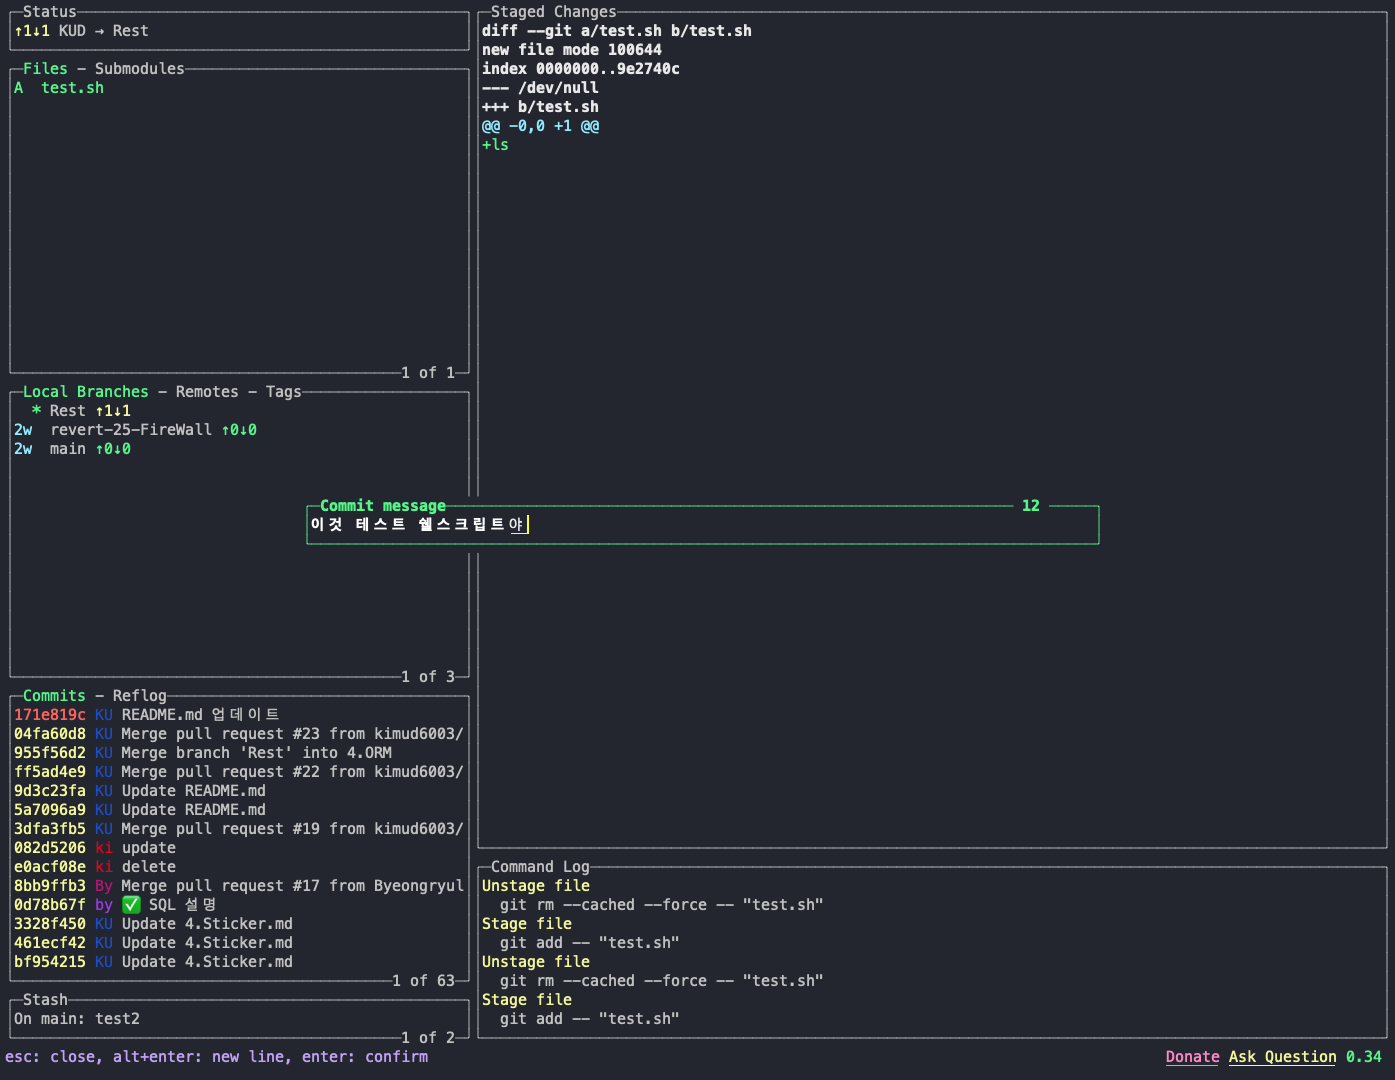 Status
↑1↓1 KUD → Rest
Files - Submodules
A  test.sh
1 of 1
Local Branches - Remotes - Tags
* Rest ↑1↓1
2w  revert-25-FireWall ↑0↓0
2w  main ↑0↓0
1 of 3
Commits - Reflog
171e819c KU README.md 업데이트
04fa60d8 KU Merge pull request #23 from kimud6003/
955f56d2 KU Merge branch 'Rest' into 4.ORM
ff5ad4e9 KU Merge pull request #22 from kimud6003/
9d3c23fa KU Update README.md
5a7096a9 KU Update README.md
3dfa3fb5 KU Merge pull request #19 from kimud6003/
082d5206 ki update
e0acf08e ki delete
8bb9ffb3 By Merge pull request #17 from Byeongryul
0d78b67f by ✅ SQL 설명
3328f450 KU Update 4.Sticker.md
461ecf42 KU Update 4.Sticker.md
bf954215 KU Update 4.Sticker.md
1 of 63
Stash
On main: test2
1 of 2
Staged Changes
diff --git a/test.sh b/test.sh
new file mode 100644
index 0000000..9e2740c
--- /dev/null
+++ b/test.sh
@@ -0,0 +1 @@
+ls
Commit message 12
이것 테스트 쉘스크립트야
Command Log
Unstage file
git rm --cached --force -- "test.sh"
Stage file
git add -- "test.sh"
Unstage file
git rm --cached --force -- "test.sh"
Stage file
git add -- "test.sh"
esc: close, alt+enter: new line, enter: confirm
Donate Ask Question 0.34